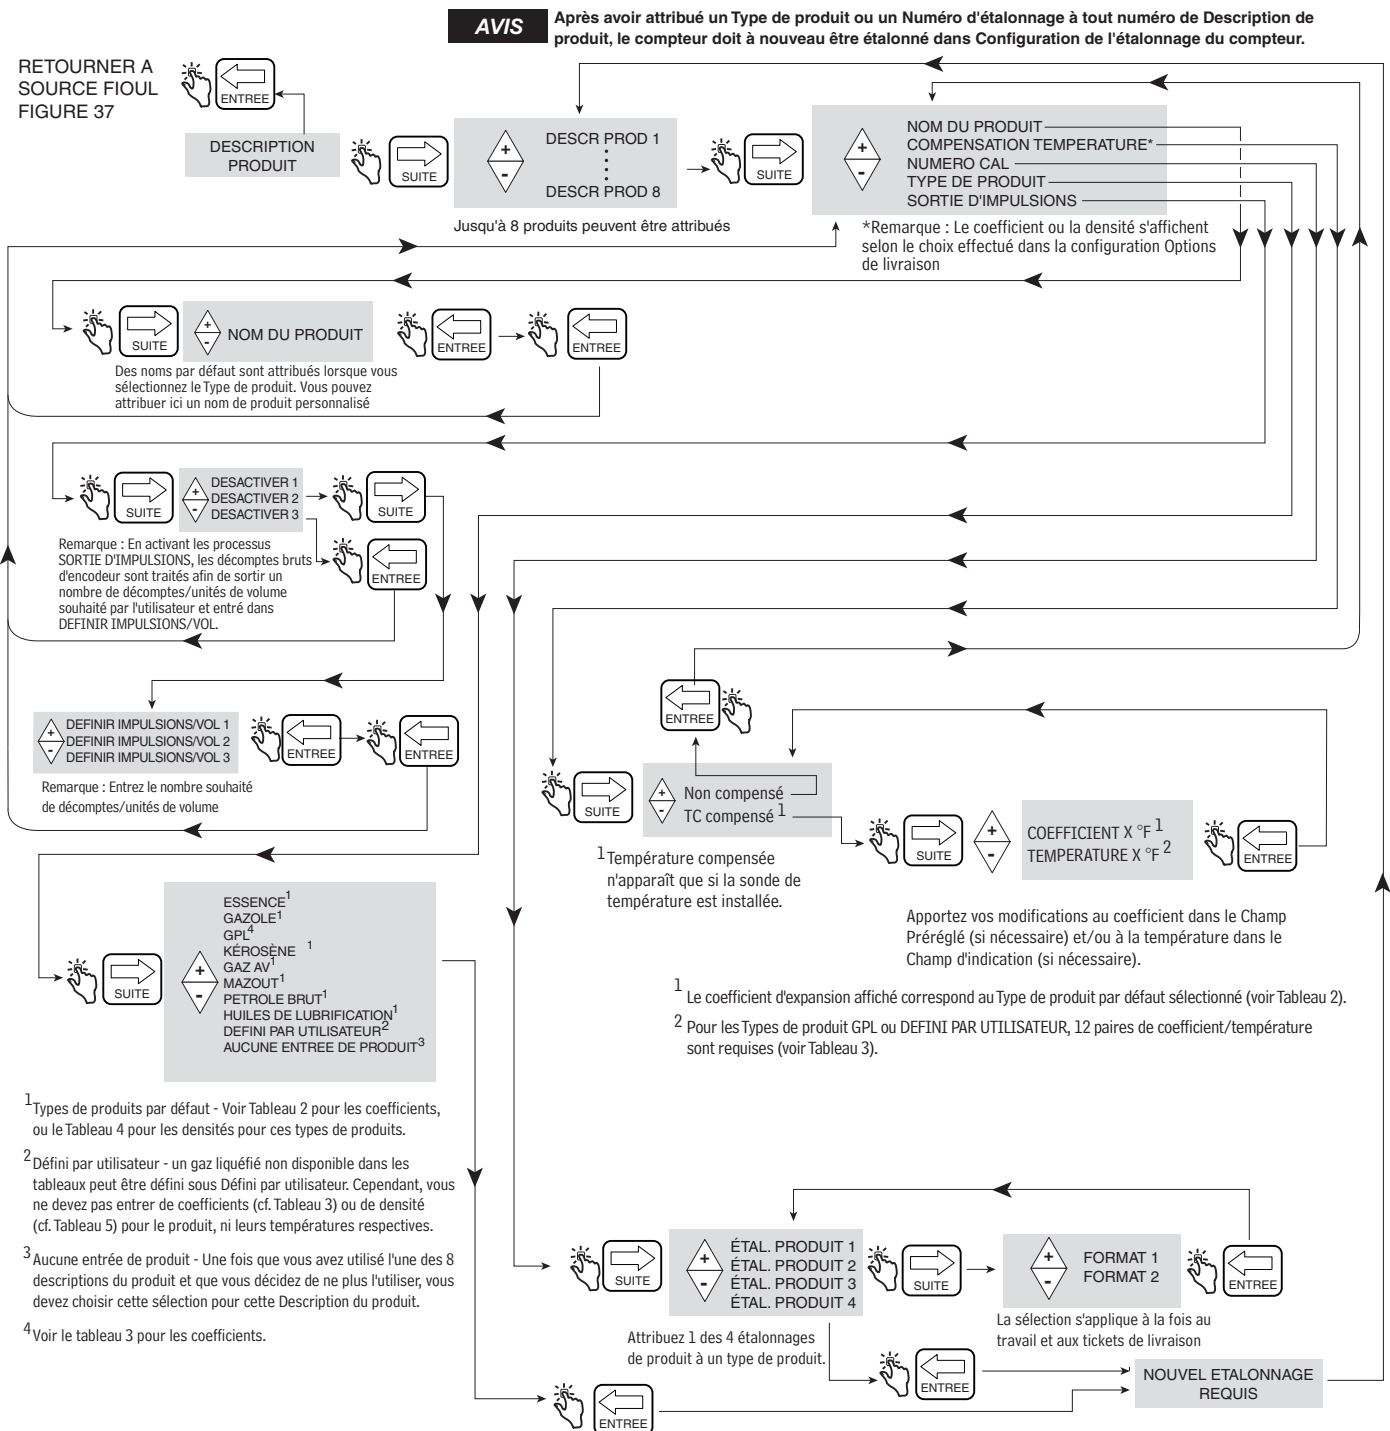 AVIS
Après avoir attribué un Type de produit ou un Numéro d'étalonnage à tout numéro de Description de
produit, le compteur doit à nouveau être étalonné dans Configuration de l'étalonnage du compteur.
RETOURNER A
SOURCE FIOUL
FIGURE 37
ENTREE
DESCRIPTION
PRODUIT
SUITE
+
-
DESCR PROD 1
DESCR PROD 8
Jusqu'à 8 produits peuvent être attribués
SUITE
+
-
NOM DU PRODUIT
COMPENSATION TEMPERATURE*
NUMERO CAL
TYPE DE PRODUIT
SORTIE D'IMPULSIONS
*Remarque : Le coefficient ou la densité s'affichent
selon le choix effectué dans la configuration Options
de livraison
SUITE
+
-
NOM DU PRODUIT
ENTREE
ENTREE
Des noms par défaut sont attribués lorsque vous
sélectionnez le Type de produit. Vous pouvez
attribuer ici un nom de produit personnalisé
SUITE
+
-
DESACTIVER 1
DESACTIVER 2
DESACTIVER 3
SUITE
ENTREE
Remarque : En activant les processus
SORTIE D'IMPULSIONS, les décomptes bruts
d'encodeur sont traités afin de sortir un
nombre de décomptes/unités de volume
souhaité par l'utilisateur et entré dans
DEFINIR IMPULSIONS/VOL.
+
-
DEFINIR IMPULSIONS/VOL 1
DEFINIR IMPULSIONS/VOL 2
DEFINIR IMPULSIONS/VOL 3
ENTREE
ENTREE
Remarque : Entrez le nombre souhaité
de décomptes/unités de volume
ENTREE
SUITE
+
-
Non compensé
TC compensé 1
1 Température compensée
n'apparaît que si la sonde de
température est installée.
SUITE
+
-
COEFFICIENT X °F 1
TEMPERATURE X °F 2
ENTREE
Apportez vos modifications au coefficient dans le Champ
Préréglé (si nécessaire) et/ou à la température dans le
Champ d'indication (si nécessaire).
1 Le coefficient d'expansion affiché correspond au Type de produit par défaut sélectionné (voir Tableau 2).
2 Pour les Types de produit GPL ou DEFINI PAR UTILISATEUR, 12 paires de coefficient/température
sont requises (voir Tableau 3).
SUITE
+
-
ESSENCE1
GAZOLE1
GPL4
KÉROSÈNE 1
GAZ AV1
MAZOUT1
PETROLE BRUT1
HUILES DE LUBRIFICATION1
DEFINI PAR UTILISATEUR2
AUCUNE ENTREE DE PRODUIT3
1 Types de produits par défaut - Voir Tableau 2 pour les coefficients,
ou le Tableau 4 pour les densités pour ces types de produits.
2 Défini par utilisateur - un gaz liquéfié non disponible dans les
tableaux peut être défini sous Défini par utilisateur. Cependant, vous
ne devez pas entrer de coefficients (cf. Tableau 3) ou de densité
(cf. Tableau 5) pour le produit, ni leurs températures respectives.
3 Aucune entrée de produit - Une fois que vous avez utilisé l'une des 8
descriptions du produit et que vous décidez de ne plus l'utiliser, vous
devez choisir cette sélection pour cette Description du produit.
4 Voir le tableau 3 pour les coefficients.
SUITE
+
-
ÉTAL. PRODUIT 1
ÉTAL. PRODUIT 2
ÉTAL. PRODUIT 3
ÉTAL. PRODUIT 4
SUITE
+
-
FORMAT 1
FORMAT 2
ENTREE
La sélection s'applique à la fois au
travail et aux tickets de livraison
Attribuez 1 des 4 étalonnages
de produit à un type de produit.
ENTREE
NOUVEL ETALONNAGE
REQUIS
ENTREE